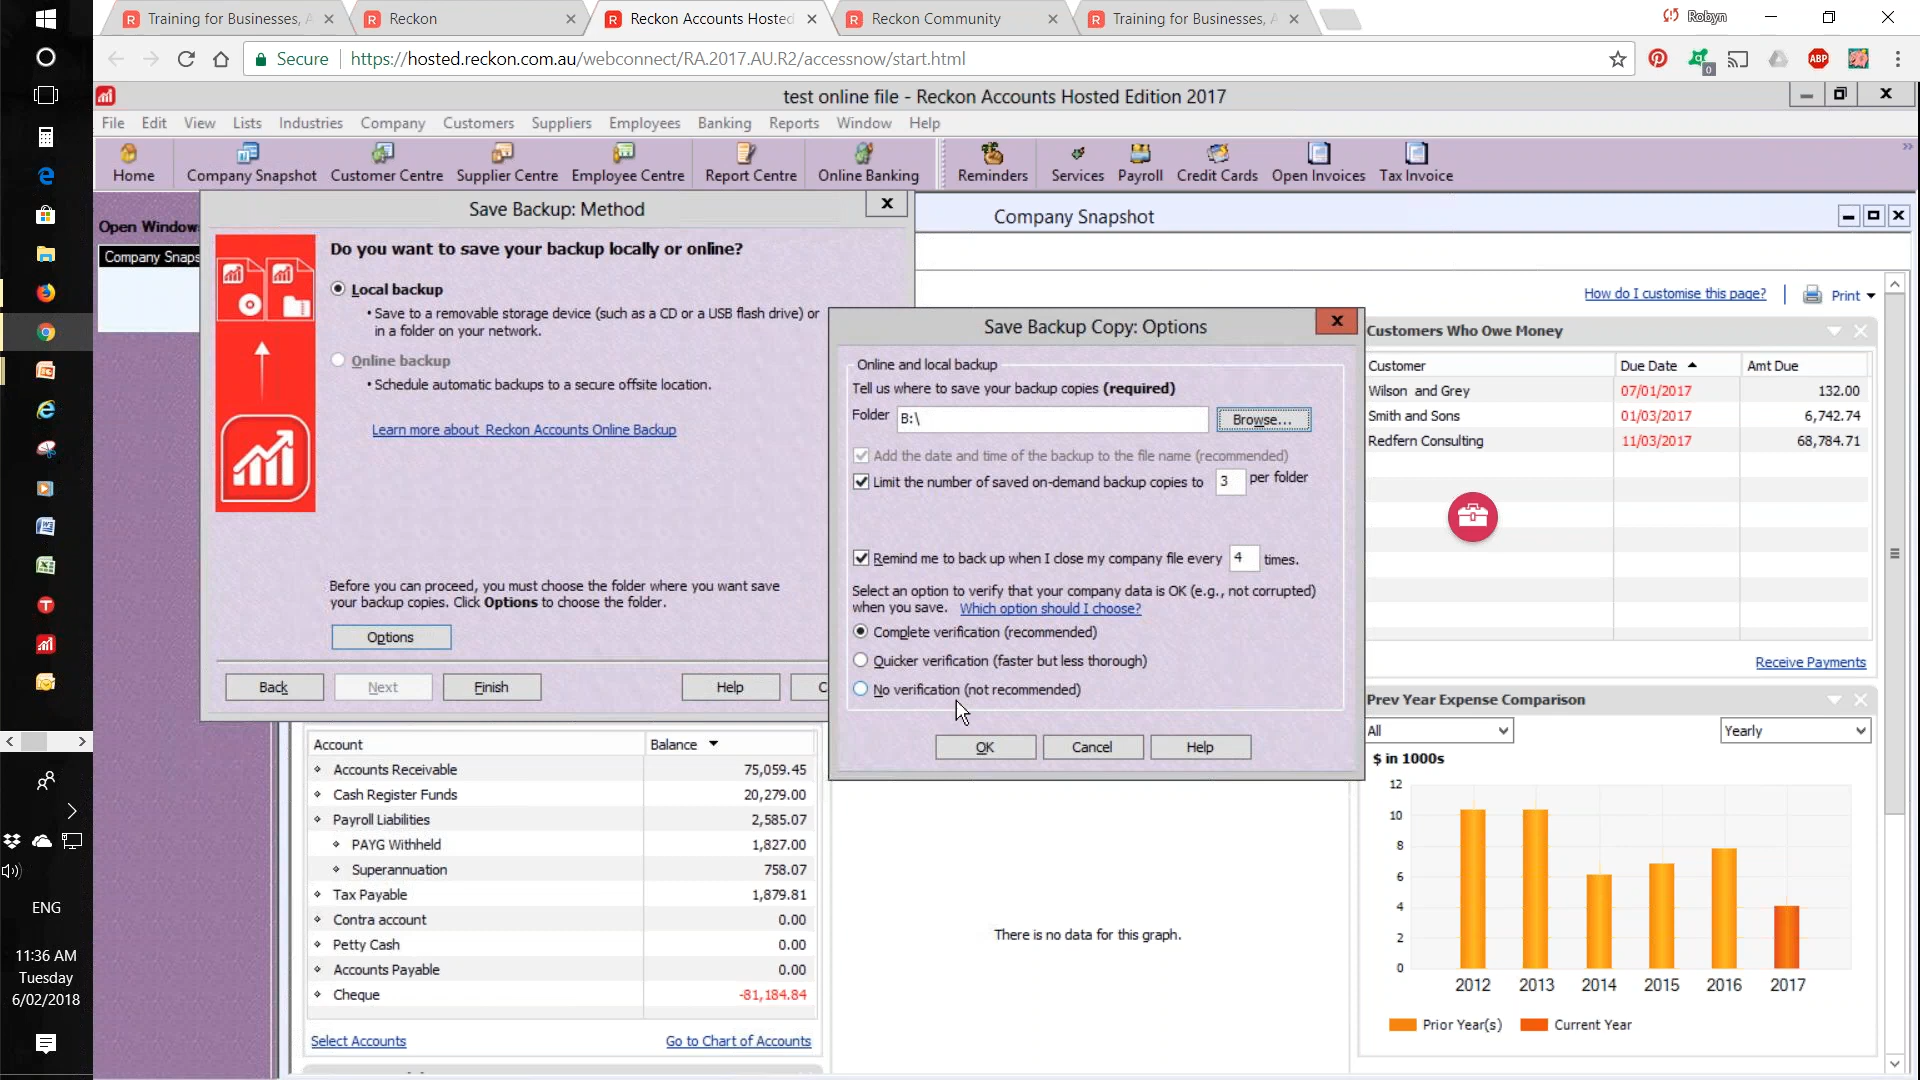 Training for Businesses, A
Reckon
Reckon Accounts Hosted
Reckon Community
Training for Businesses, A
Robyn
Secure
https://hosted.reckon.com.au/webconnect/RA.2017.AU.R2/accessnow/start.html
0
ABP
test online file - Reckon Accounts Hosted Edition 2017
File Edit View Lists Industries Company Customers Suppliers Employees Banking Reports Window Help
Home Company Snapshot Customer Centre Supplier Centre Employee Centre Report Centre Online Banking Reminders Services Payroll Credit Cards Open Invoices Tax Invoice
Open Window
Company Snaps
Save Backup: Method
Do you want to save your backup locally or online?
Local backup
• Save to a removable storage device (such as a CD or a USB flash drive) or
in a folder on your network.
Online backup
• Schedule automatic backups to a secure offsite location.
Learn more about Reckon Accounts Online Backup
Before you can proceed, you must choose the folder where you want save
your backup copies. Click Options to choose the folder.
Options
Back Next Finish Help C
Company Snapshot
How do I customise this page?
Print
Save Backup Copy: Options
Online and local backup
Tell us where to save your backup copies (required)
Folder B:\ Browse...
Add the date and time of the backup to the file name (recommended)
Limit the number of saved on-demand backup copies to 3 per folder
Remind me to back up when I close my company file every 4 times.
Select an option to verify that your company data is OK (e.g., not corrupted)
when you save. Which option should I choose?
Complete verification (recommended)
Quicker verification (faster but less thorough)
No verification (not recommended)
OK Cancel Help
Customers Who Owe Money
Customer Due Date Amt Due
Wilson and Grey 07/01/2017 132.00
Smith and Sons 01/03/2017 6,742.74
Redfern Consulting 11/03/2017 68,784.71
Receive Payments
Prev Year Expense Comparison
All Yearly
$ in 1000s
12
10
8
6
4
2
0
2012 2013 2014 2015 2016 2017
Prior Year(s) Current Year
Account Balance
Accounts Receivable 75,059.45
Cash Register Funds 20,279.00
Payroll Liabilities 2,585.07
PAYG Withheld 1,827.00
Superannuation 758.07
Tax Payable 1,879.81
Contra account 0.00
Petty Cash 0.00
Accounts Payable 0.00
Cheque -81,184.84
Select Accounts Go to Chart of Accounts
There is no data for this graph.
ENG
11:36 AM
Tuesday
6/02/2018